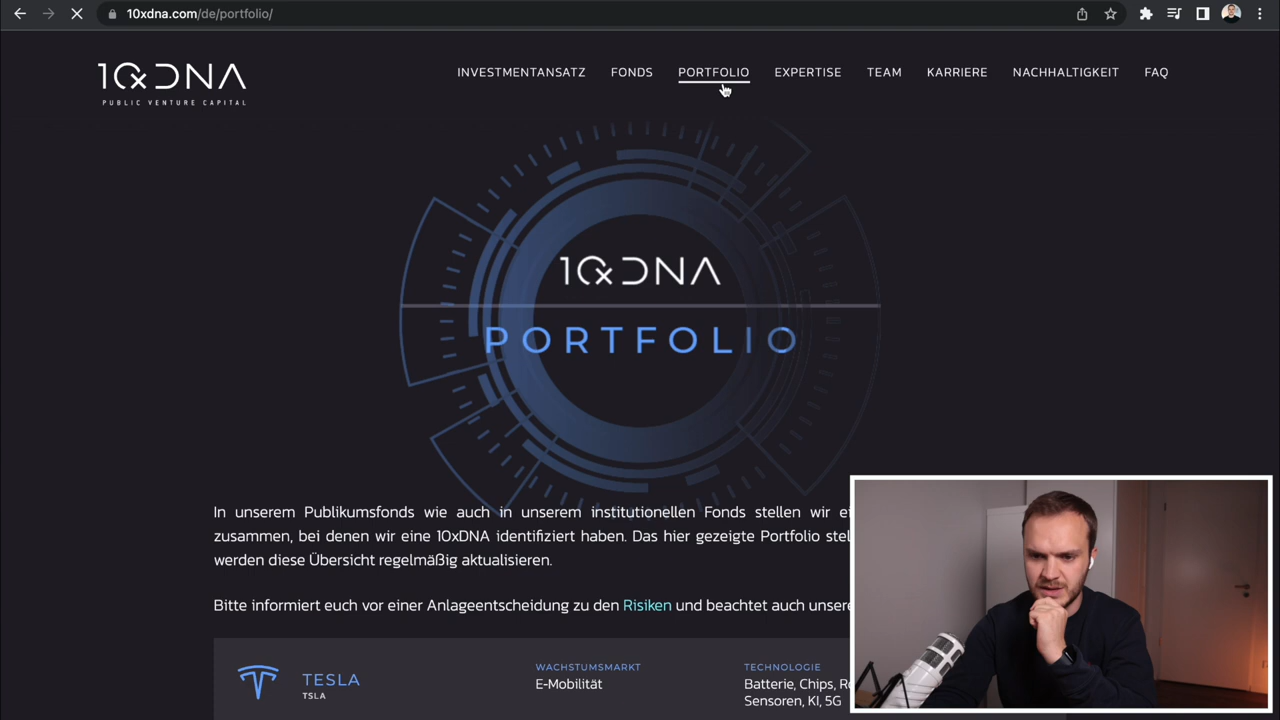 10xdna.com/de/portfolio/
10xDNA
PUBLIC VENTURE CAPITAL
INVESTMENTANSATZ FONDS PORTFOLIO EXPERTISE TEAM KARRIERE NACHHALTIGKEIT FAQ
10xDNA
PORTFOLIO
In unserem Publikumsfonds wie auch in unserem institutionellen Fonds stellen wir
zusammen, bei denen wir eine 10xDNA identifiziert haben. Das hier gezeigte Portfolio
werden diese Übersicht regelmäßig aktualisieren.
Bitte informiert euch vor einer Anlageentscheidung zu den Risiken und beachtet auch
TESLA
TSLA
WACHSTUMSMARKT
E-Mobilität
TECHNOLOGIE
Batterie, Chips,
Sensoren, KI, 5G